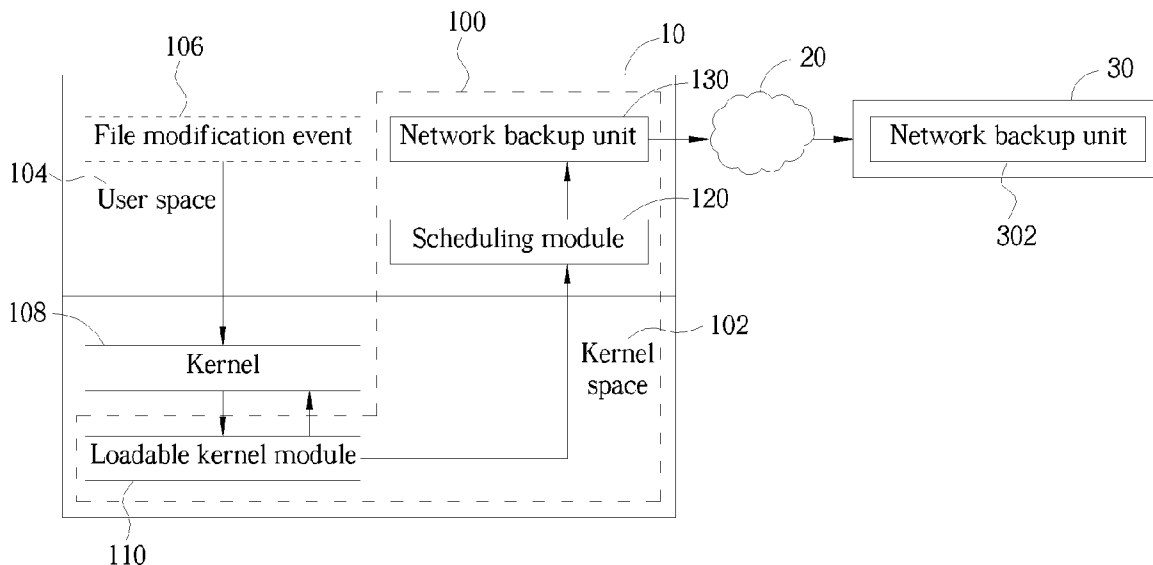 106
100
10
130
20
30
File modification event
Network backup unit
Network backup unit
104
User space
120
Scheduling module
302
108
102
Kernel
Kernel
space
Loadable kernel module
110